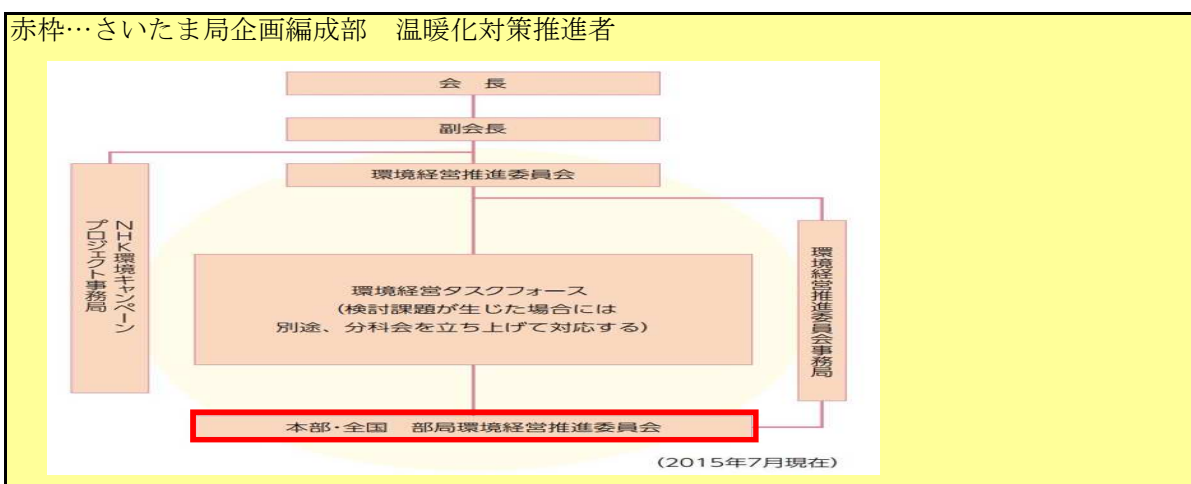 赤枠…さいたま局企画編成部　温暖化対策推進者
会　長
副会長
環境経営推進委員会
NHK環境キャンペーン
プロジェクト事務局
環境経営タスクフォース
(検討課題が生じた場合には
別途、分科会を立ち上げて対応する)
環境経営推進委員会事務局
本部・全国　部局環境経営推進委員会
(2015年7月現在)